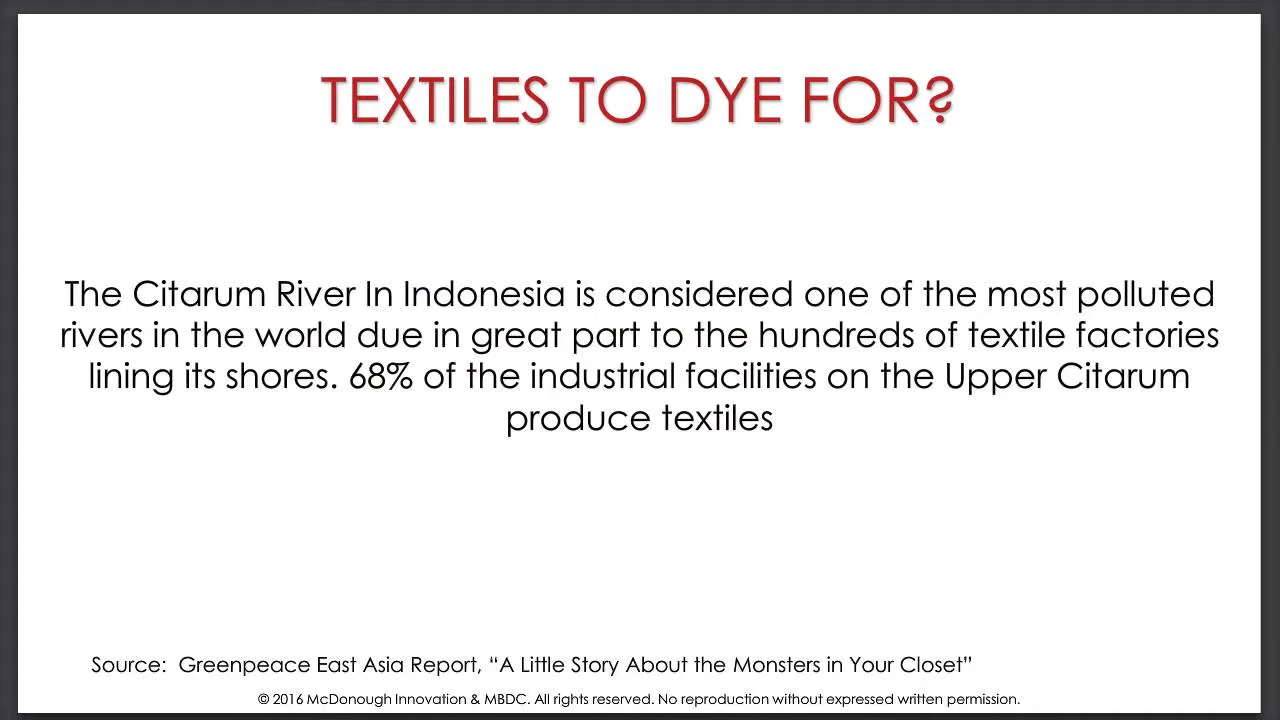 TEXTILES TO DYE FOR?
The Citarum River In Indonesia is considered one of the most polluted
rivers in the world due in great part to the hundreds of textile factories
lining its shores. 68% of the industrial facilities on the Upper Citarum
produce textiles
Source:  Greenpeace East Asia Report, “A Little Story About the Monsters in Your Closet”
© 2016 McDonough Innovation & MBDC. All rights reserved. No reproduction without expressed written permission.